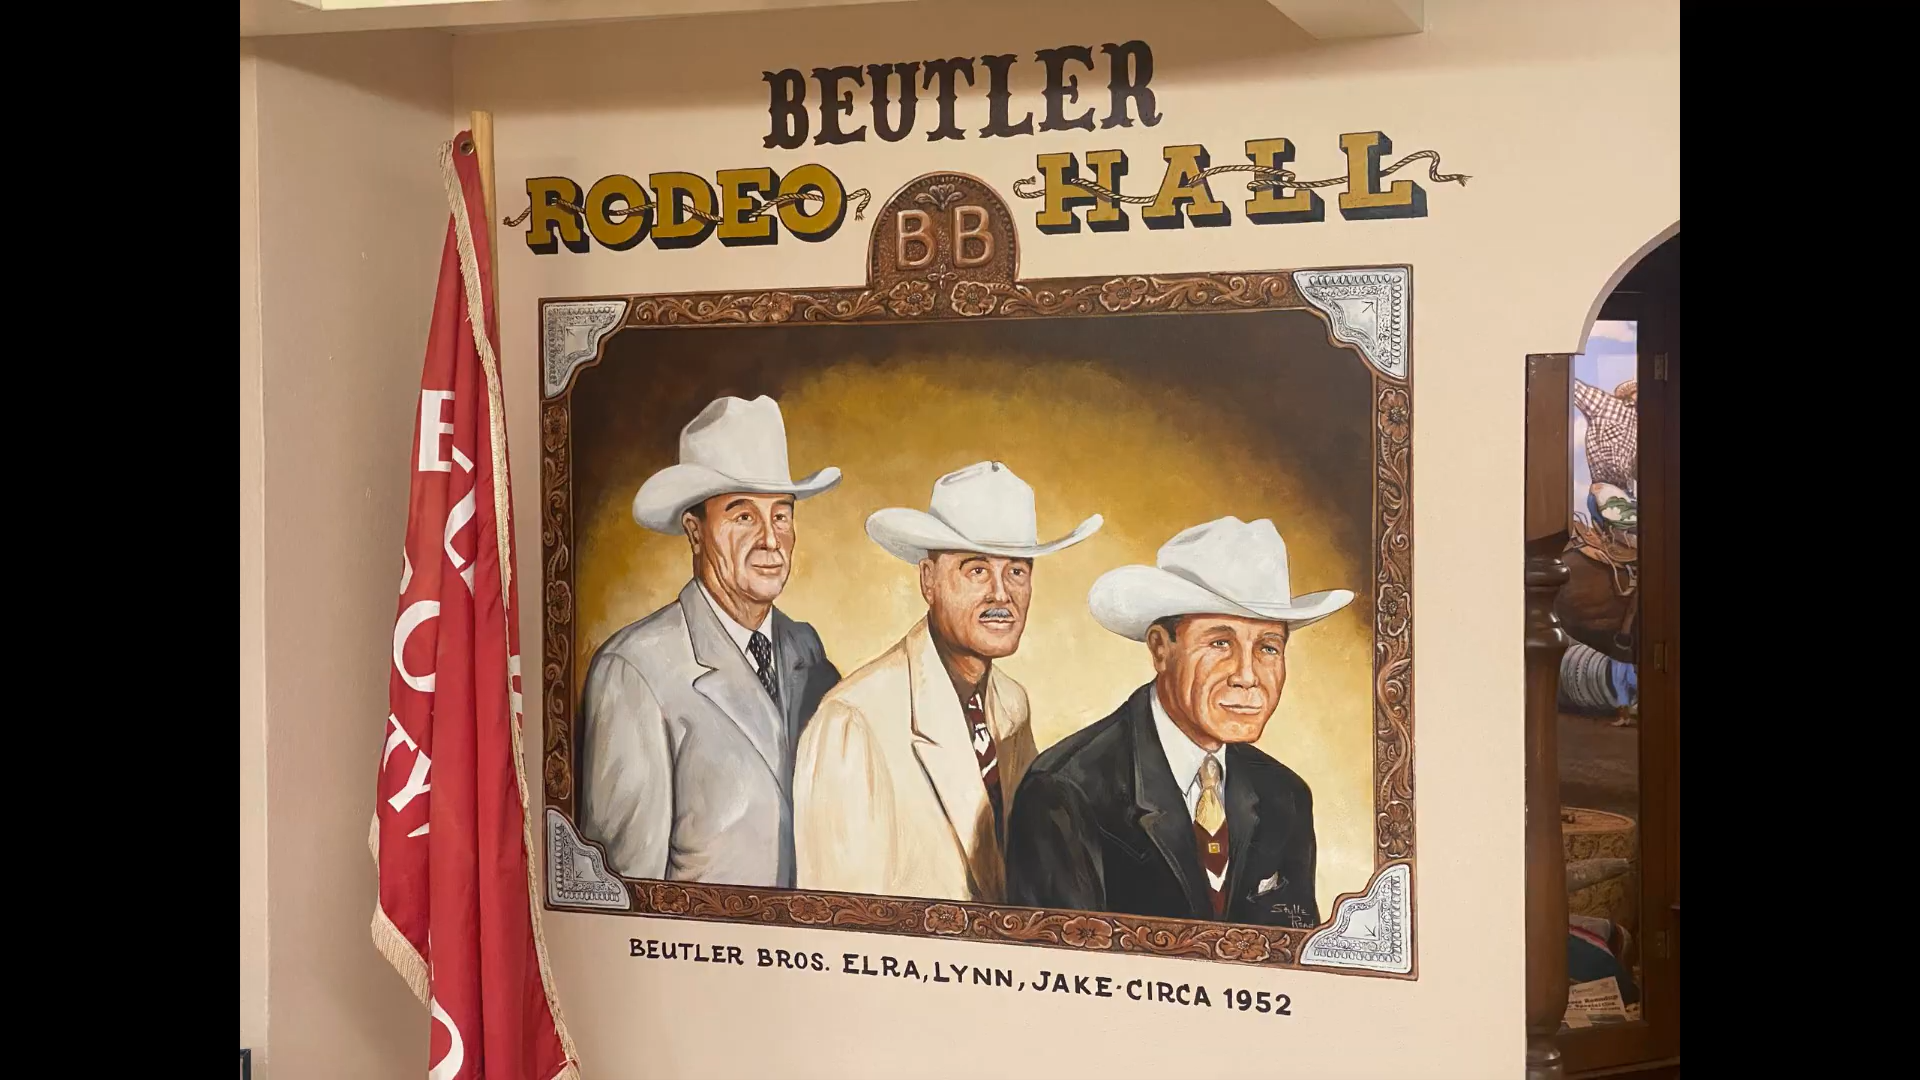 BEUTLER
RODEO HALL
BB
BEUTLER BROS. ELRA, LYNN, JAKE-CIRCA 1952